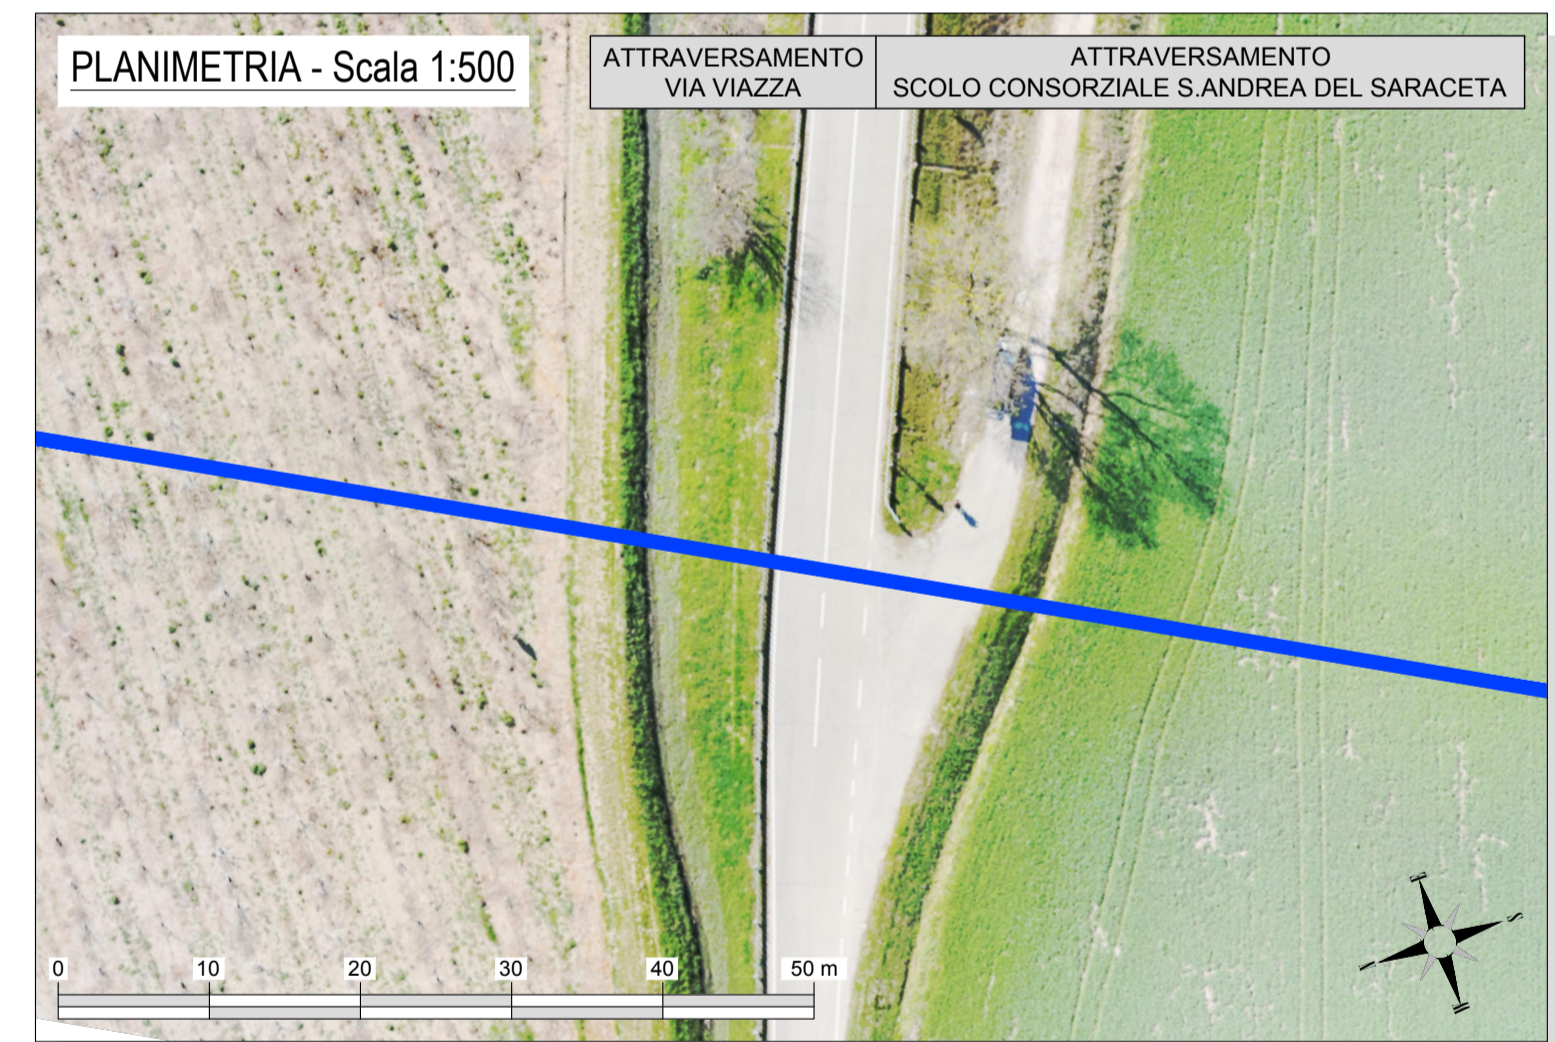 PLANIMETRIA - Scala 1:500
ATTRAVERSAMENTO
VIA VIAZZA
ATTRAVERSAMENTO
SCOLO CONSORZIALE S.ANDREA DEL SARACETA
0 10 20 30 40 50 m
S